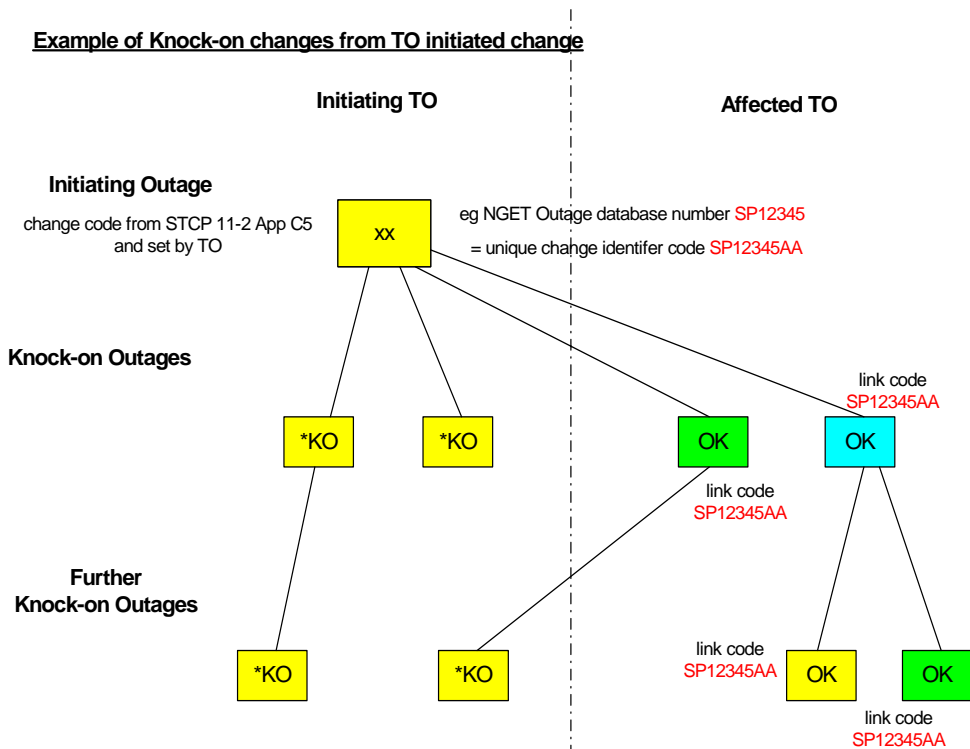 Example of Knock-on changes from TO initiated change
Initiating TO
Affected TO
Initiating Outage
change code from STCP 11-2 App C5
and set by TO
xx
eg NGET Outage database number SP12345
= unique change identifer code SP12345AA
Knock-on Outages
link code
SP12345AA
*KO
*KO
OK
OK
link code
SP12345AA
Further
Knock-on Outages
link code
SP12345AA
*KO
*KO
OK
OK
link code
SP12345AA